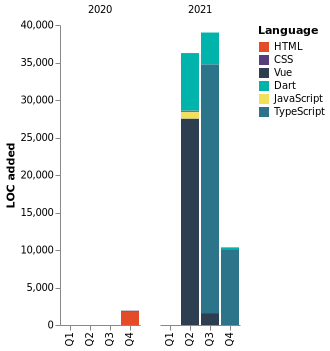 2020 2021
LOC added
40,000
35,000
30,000
25,000
20,000
15,000
10,000
5,000
0
Q1 Q2 Q3 Q4 Q1 Q2 Q3 Q4
Language
HTML
CSS
Vue
Dart
JavaScript
TypeScript